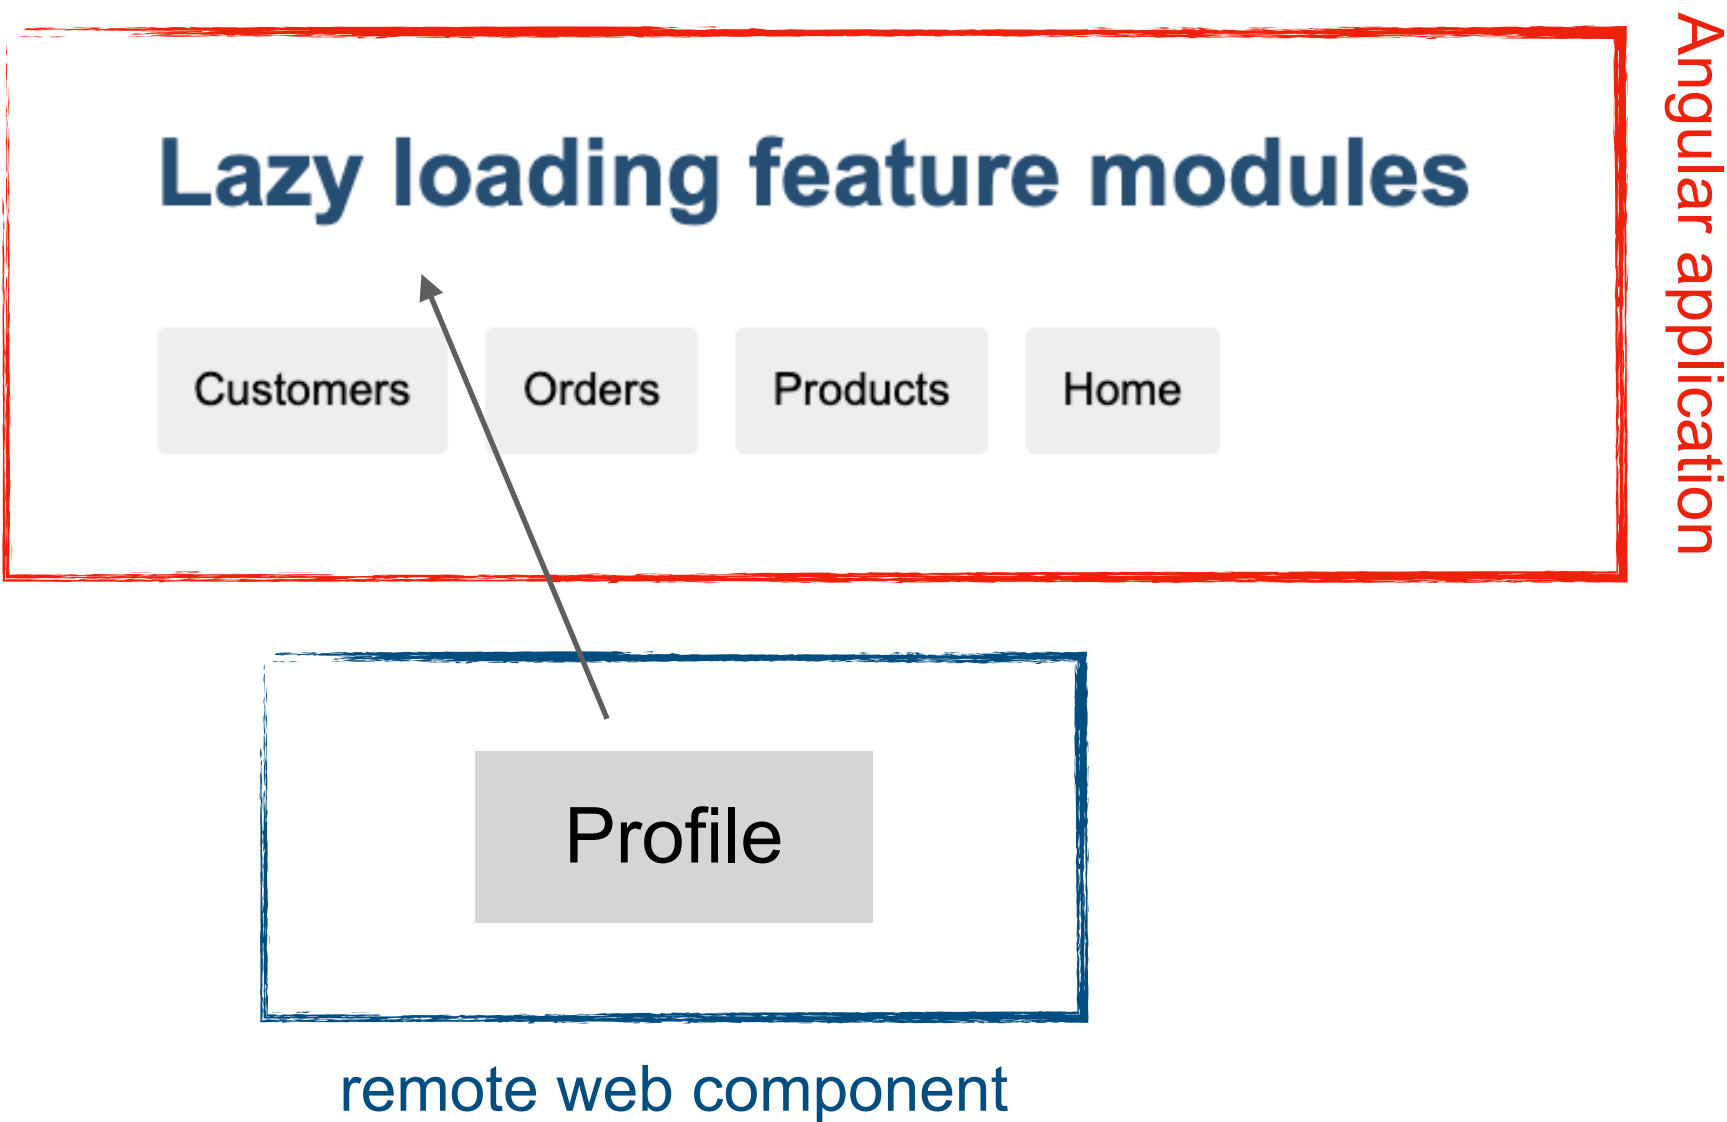 Angular application
Lazy loading feature modules
Customers
Orders
Products
Home
Profile
remote web component